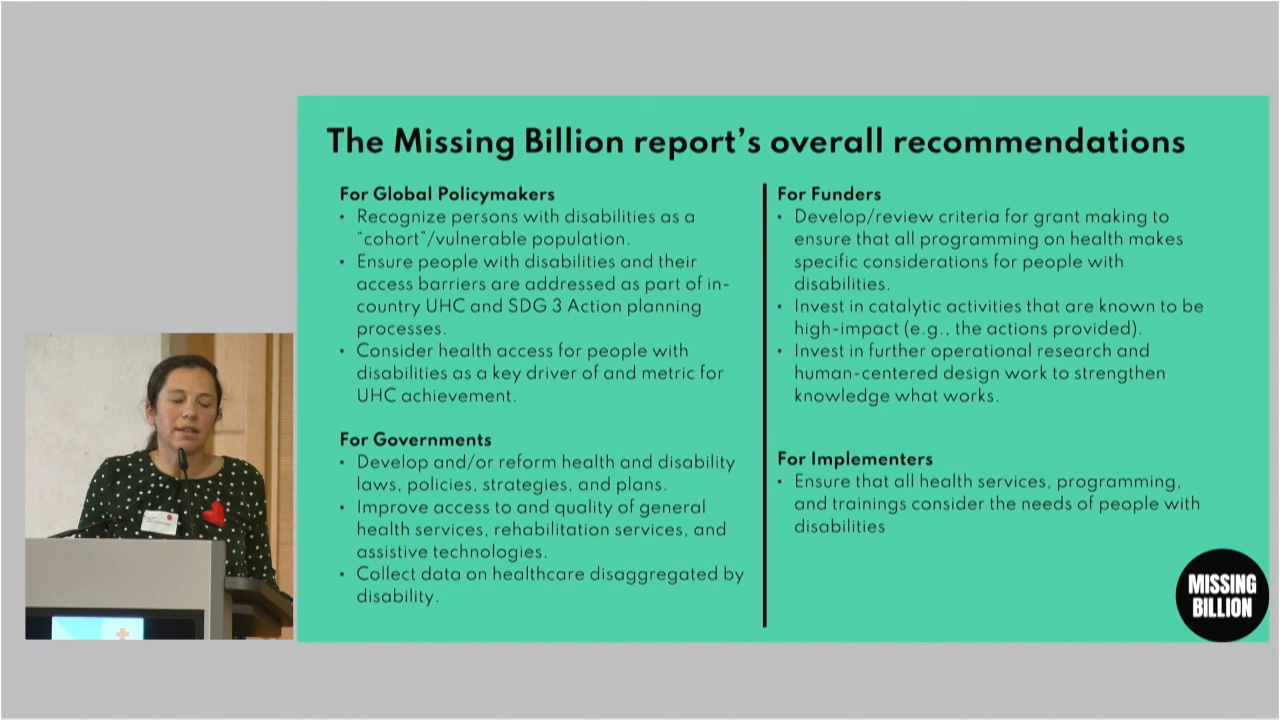 The Missing Billion report's overall recommendations
For Global Policymakers
• Recognize persons with disabilities as a
"cohort"/vulnerable population.
• Ensure people with disabilities and their
access barriers are addressed as part of in-
country UHC and SDG 3 Action planning
processes.
• Consider health access for people with
disabilities as a key driver of and metric for
UHC achievement.
For Governments
• Develop and/or reform health and disability
laws, policies, strategies, and plans.
• Improve access to and quality of general
health services, rehabilitation services, and
assistive technologies.
• Collect data on healthcare disaggregated by
disability.
For Funders
• Develop/review criteria for grant making to
ensure that all programming on health makes
specific considerations for people with
disabilities.
• Invest in catalytic activities that are known to be
high-impact (e.g., the actions provided).
• Invest in further operational research and
human-centered design work to strengthen
knowledge what works.
For Implementers
• Ensure that all health services, programming,
and trainings consider the needs of people with
disabilities
MISSING
BILLION